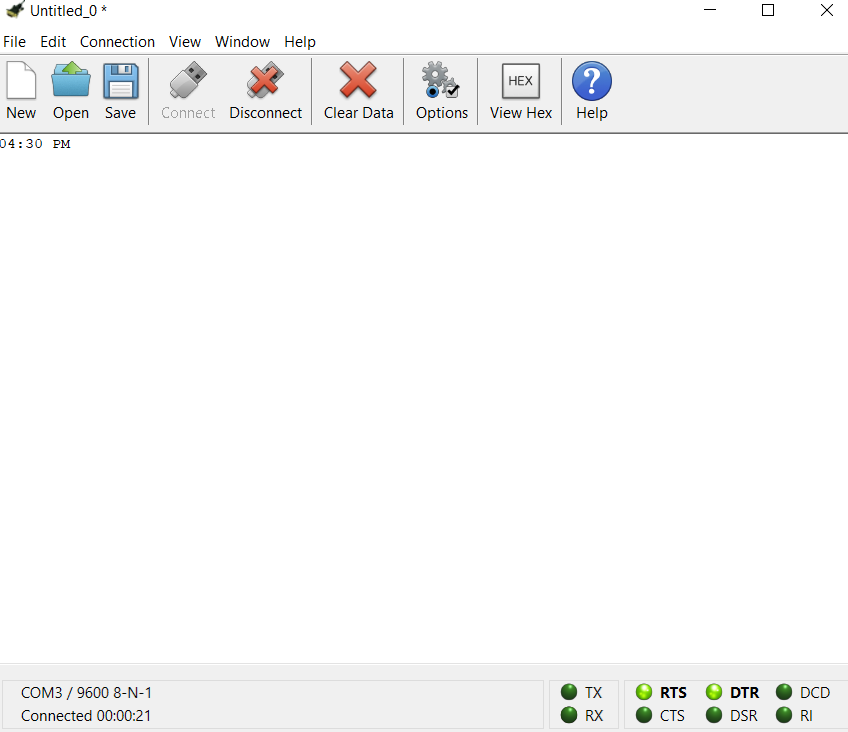 Untitled_0 *
File Edit Connection View Window Help
HEX
New Open Save Connect Disconnect Clear Data Options View Hex Help
04:30 PM
COM3 / 9600 8-N-1 TX RTS DTR DCD
Connected 00:00:21 RX CTS DSR RI